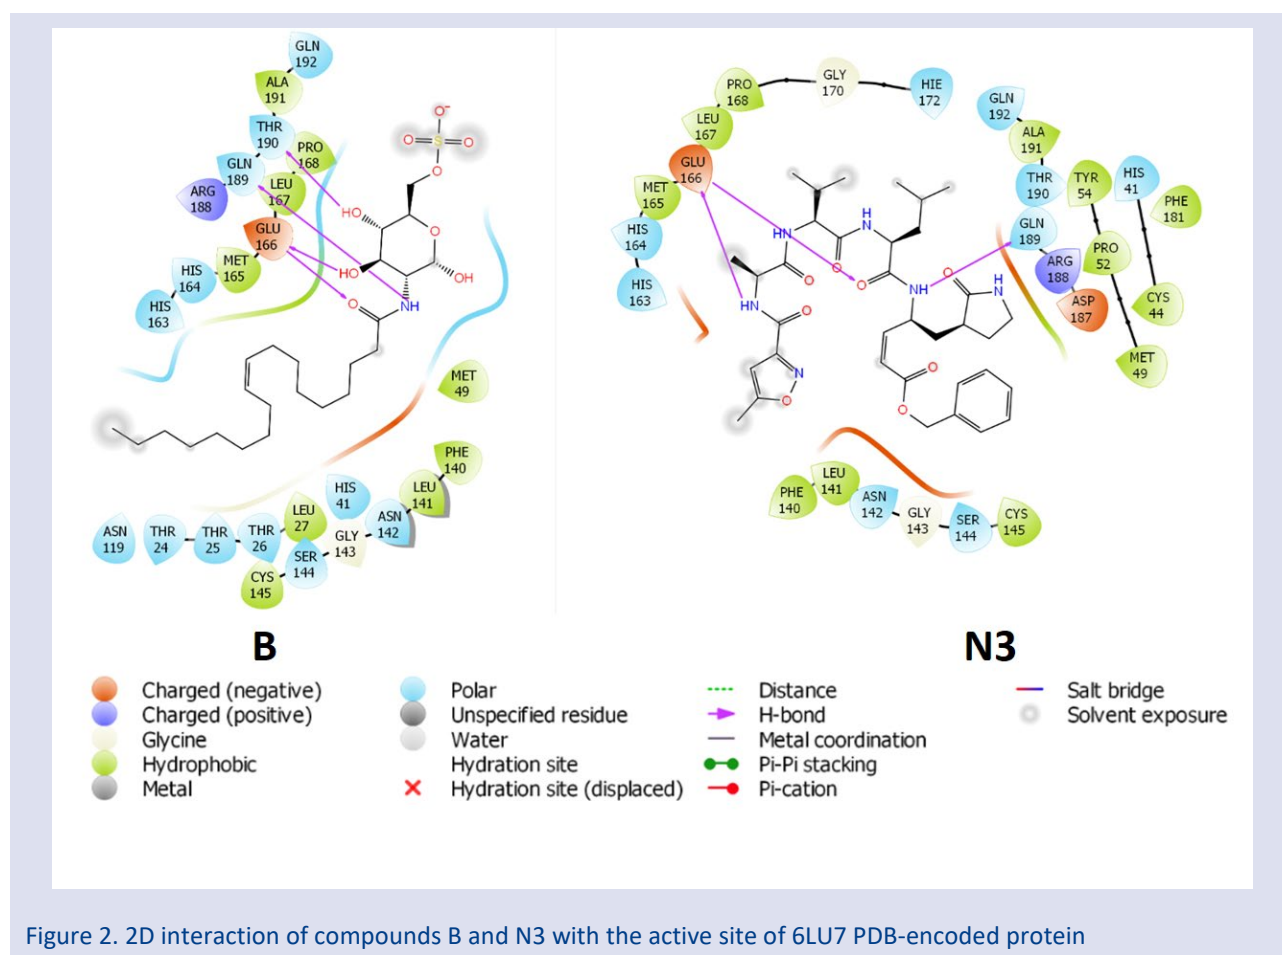 GLN
192
ALA
191
THR
190
PRO
168
GLN
189
LEU
167
ARG
188
GLU
166
MET
165
HIS
164
HIS
163
O⁻
O
S
O
O
HO
O
HO
OH
O
NH
MET
49
PHE
140
LEU
141
HIS
41
ASN
142
LEU
27
GLY
143
ASN
119
THR
24
THR
25
THR
26
SER
144
CYS
145
PRO
168
GLY
170
HIE
172
LEU
167
GLU
166
MET
165
HIS
164
HIS
163
GLN
192
ALA
191
THR
190
TYR
54
HIS
41
PHE
181
GLN
189
PRO
52
ARG
188
ASP
187
CYS
44
MET
49
H
N
HN
O
O
O
NH
O
NH
HN
O
N
O
O
O
PHE
140
LEU
141
ASN
142
GLY
143
SER
144
CYS
145
B
N3
Charged (negative)
Charged (positive)
Glycine
Hydrophobic
Metal
Polar
Unspecified residue
Water
Hydration site
Hydration site (displaced)
Distance
H-bond
Metal coordination
Pi-Pi stacking
Pi-cation
Salt bridge
Solvent exposure
Figure 2. 2D interaction of compounds B and N3 with the active site of 6LU7 PDB-encoded protein